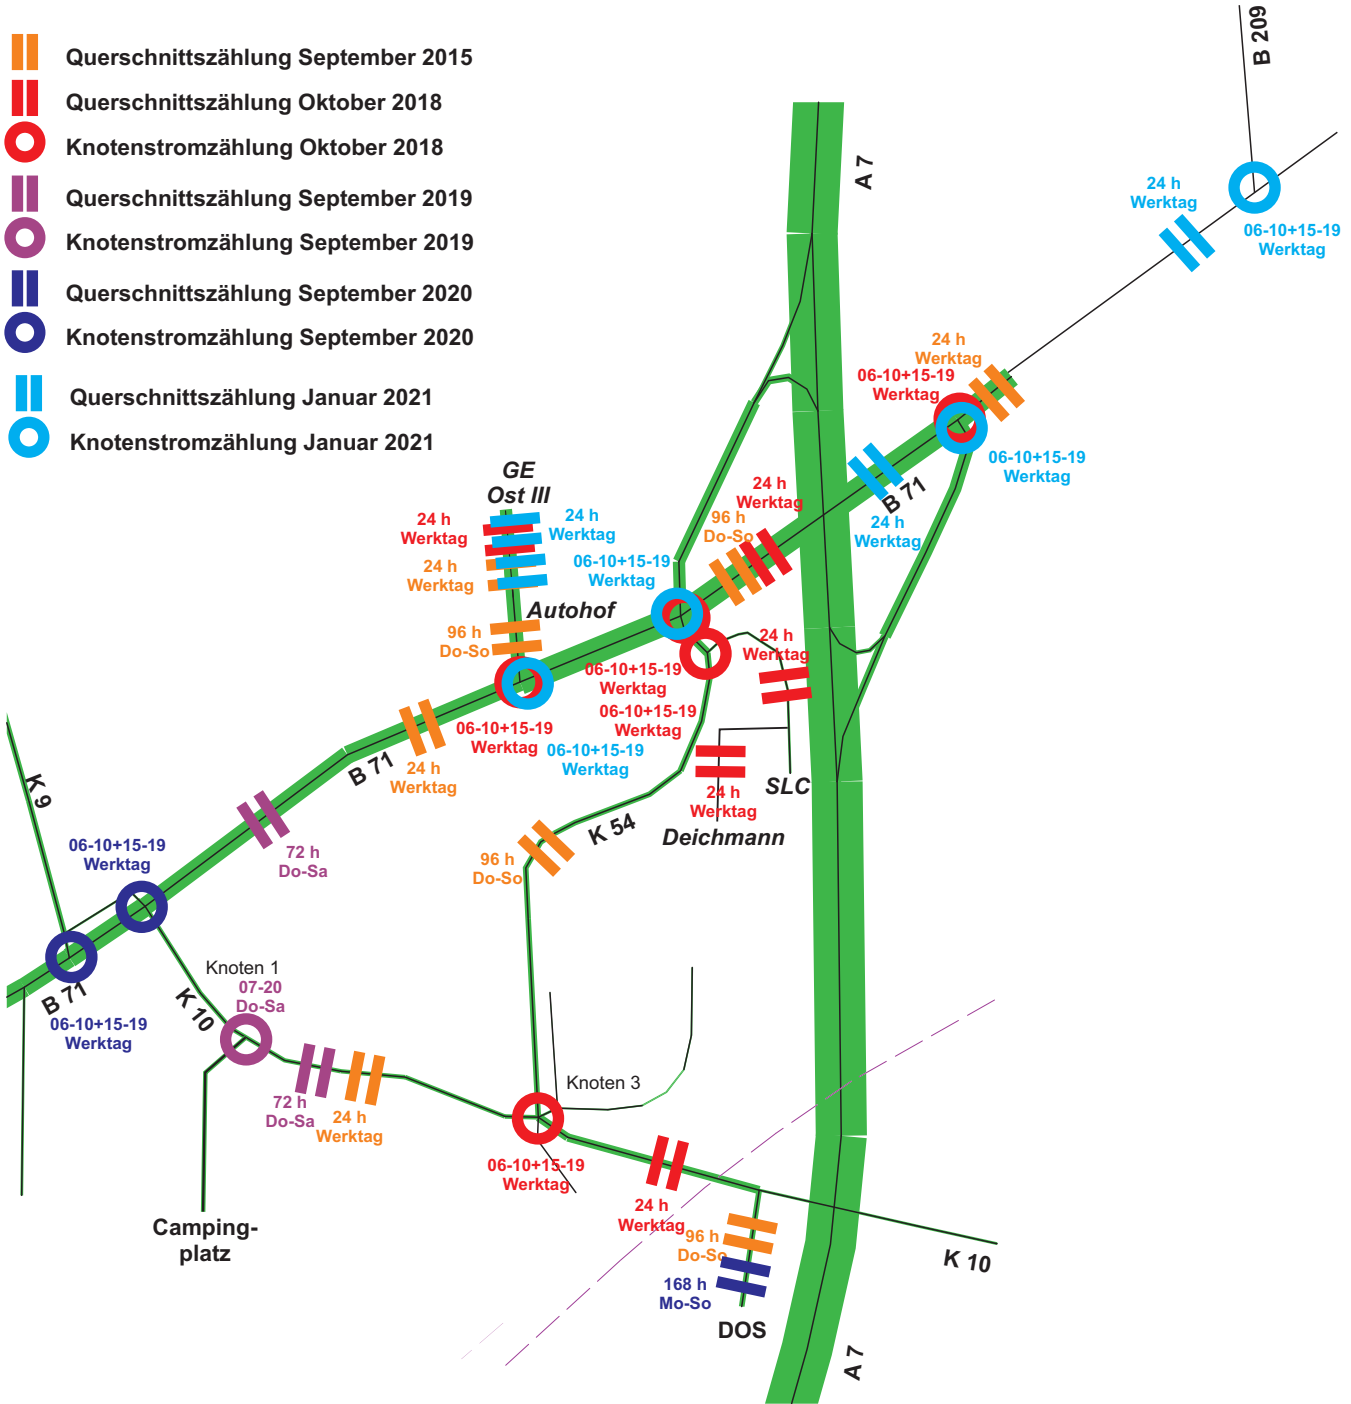 Querschnittszählung September 2015
Querschnittszählung Oktober 2018
Knotenstromzählung Oktober 2018
Querschnittszählung September 2019
Knotenstromzählung September 2019
Querschnittszählung September 2020
Knotenstromzählung September 2020
Querschnittszählung Januar 2021
Knotenstromzählung Januar 2021
B 209
A 7
24 h
Werktag
06-10+15-19
Werktag
24 h
Werktag
06-10+15-19
Werktag
06-10+15-19
Werktag
B 71
24 h
Werktag
GE
Ost III
24 h
Werktag
24 h
Werktag
24 h
Werktag
24 h
Werktag
96 h
Do-So
06-10+15-19
Werktag
Autohof
96 h
Do-So
24 h
Werktag
06-10+15-19
Werktag
06-10+15-19
Werktag
06-10+15-19
Werktag
06-10+15-19
Werktag
B 71
24 h
Werktag
SLC
24 h
Werktag
Deichmann
K 9
K 54
72 h
Do-Sa
96 h
Do-So
06-10+15-19
Werktag
Knoten 1
07-20
Do-Sa
B 71
K 10
06-10+15-19
Werktag
72 h
Do-Sa
24 h
Werktag
Knoten 3
06-10+15-19
Werktag
24 h
Werktag
96 h
Do-So
168 h
Mo-So
DOS
Camping-
platz
K 10
A 7